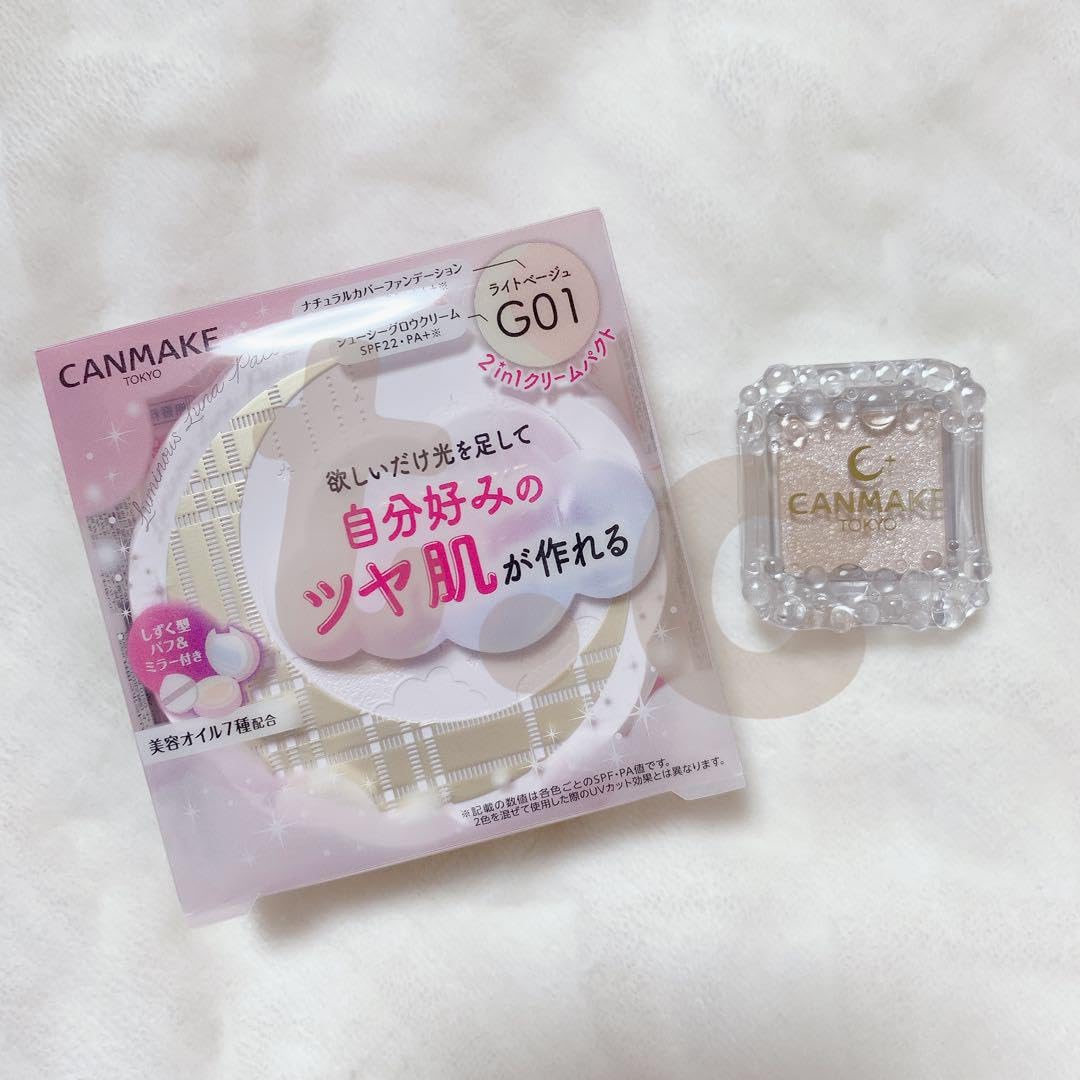 CANMAKE
TOKYO
Luminous Luna
ナチュラルカバーファンデーション
ジューシーグロウクリーム
SPF22・PA+※
ライトベージュ
G01
2in1クリームパクト
欲しいだけ光を足して
自分好みの
ツヤ肌が作れる
しずく型
パフ&
ミラー付き
美容オイル7種配合
※記載の数値は各色ごとのSPF・PA値です。
2色を混ぜて使用した際のUVカット効果とは異なります。
CANMAKE
TOKYO